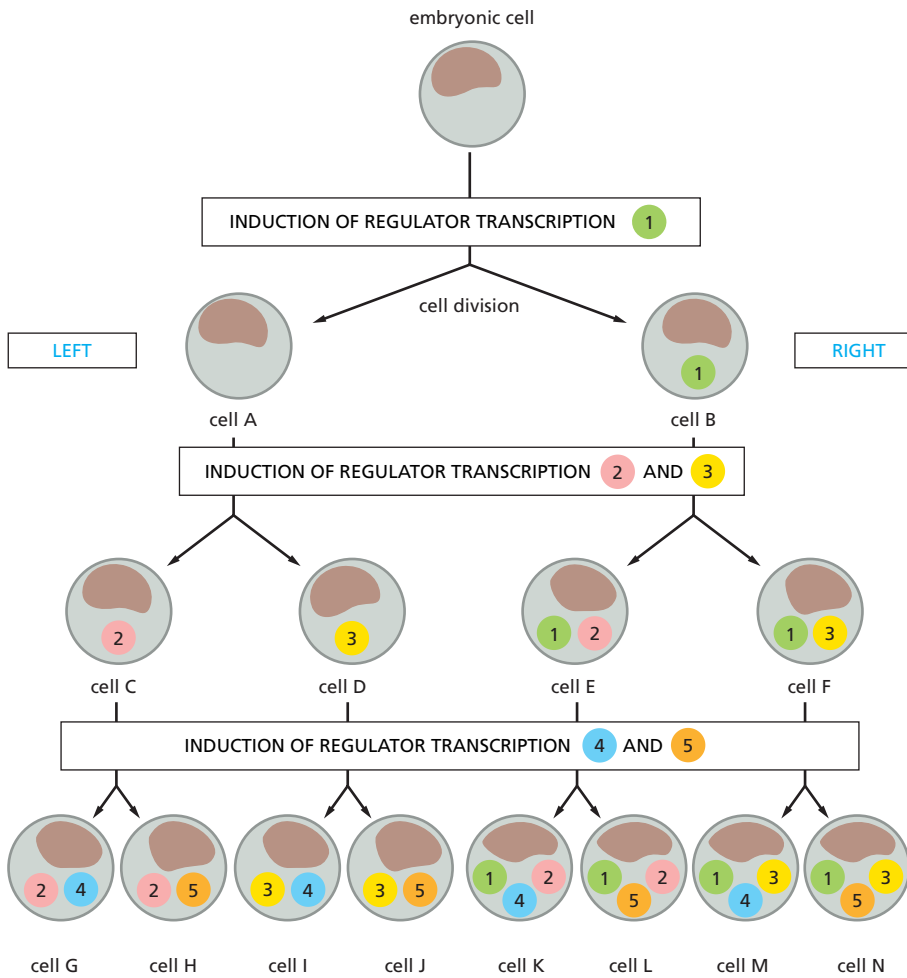 embryonic cell
INDUCTION OF REGULATOR TRANSCRIPTION 1
cell division
LEFT
RIGHT
1
cell A
cell B
INDUCTION OF REGULATOR TRANSCRIPTION 2 AND 3
2
3
1 2
1 3
cell C
cell D
cell E
cell F
INDUCTION OF REGULATOR TRANSCRIPTION 4 AND 5
2 4
2 5
3 4
3 5
1 2
4
1 2
5
1 3
4
1 3
5
cell G
cell H
cell I
cell J
cell K
cell L
cell M
cell N